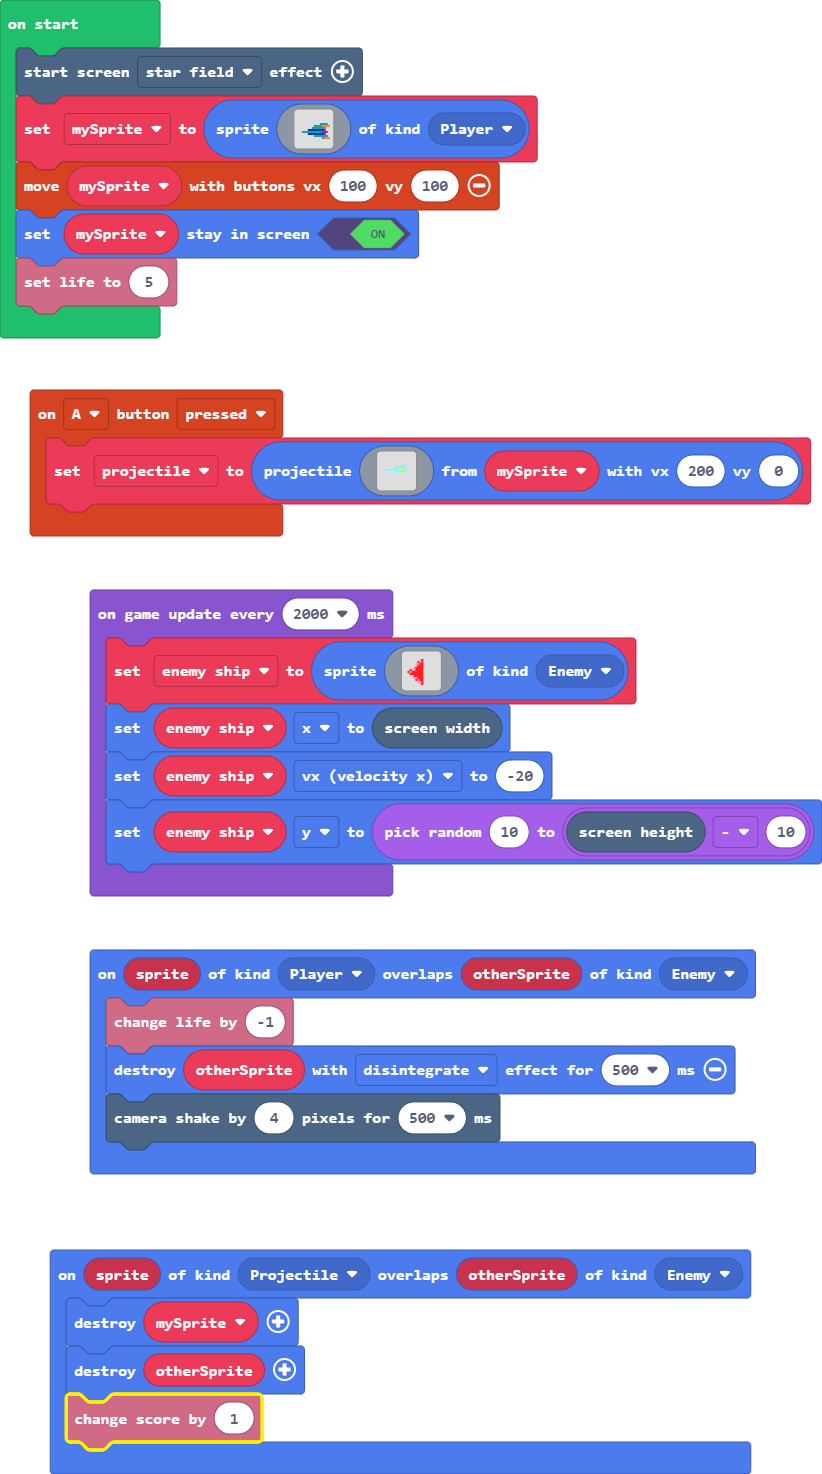 on start
start screen star field effect
set mySprite to sprite of kind Player
move mySprite with buttons vx 100 vy 100
set mySprite stay in screen ON
set life to 5
on A button pressed
set projectile to projectile from mySprite with vx 200 vy 0
on game update every 2000 ms
set enemy ship to sprite of kind Enemy
set enemy ship x to screen width
set enemy ship vx (velocity x) to -20
set enemy ship y to pick random 10 to screen height - 10
on sprite of kind Player overlaps otherSprite of kind Enemy
change life by -1
destroy otherSprite with disintegrate effect for 500 ms
camera shake by 4 pixels for 500 ms
on sprite of kind Projectile overlaps otherSprite of kind Enemy
destroy mySprite
destroy otherSprite
change score by 1